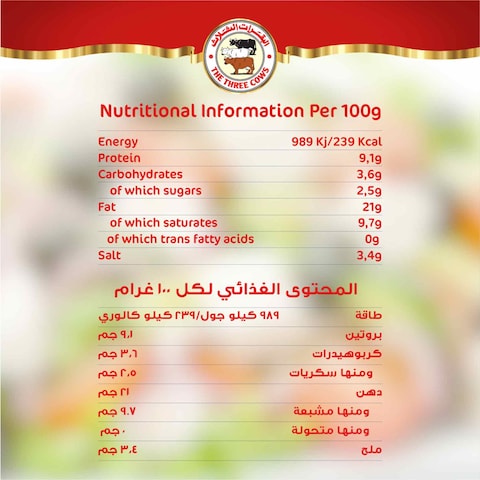 البقرات الثلاث
THE THREE COWS
Nutritional Information Per 100g
Energy 989 Kj/239 Kcal
Protein 9,1g
Carbohydrates 3,6g
of which sugars 2,5g
Fat 21g
of which saturates 9,7g
of which trans fatty acids 0g
Salt 3,4g
المحتوى الغذائي لكل ١٠٠ غرام
طاقة ٩٨٩ كيلو جول/٢٣٩ كيلو كالوري
بروتين ٩,١ جم
كربوهيدرات ٣,٦ جم
ومنها سكريات ٢,٥ جم
دهن ٢١ جم
ومنها مشبعة ٩,٧ جم
ومنها متحولة ٠ جم
ملح ٣,٤ جم